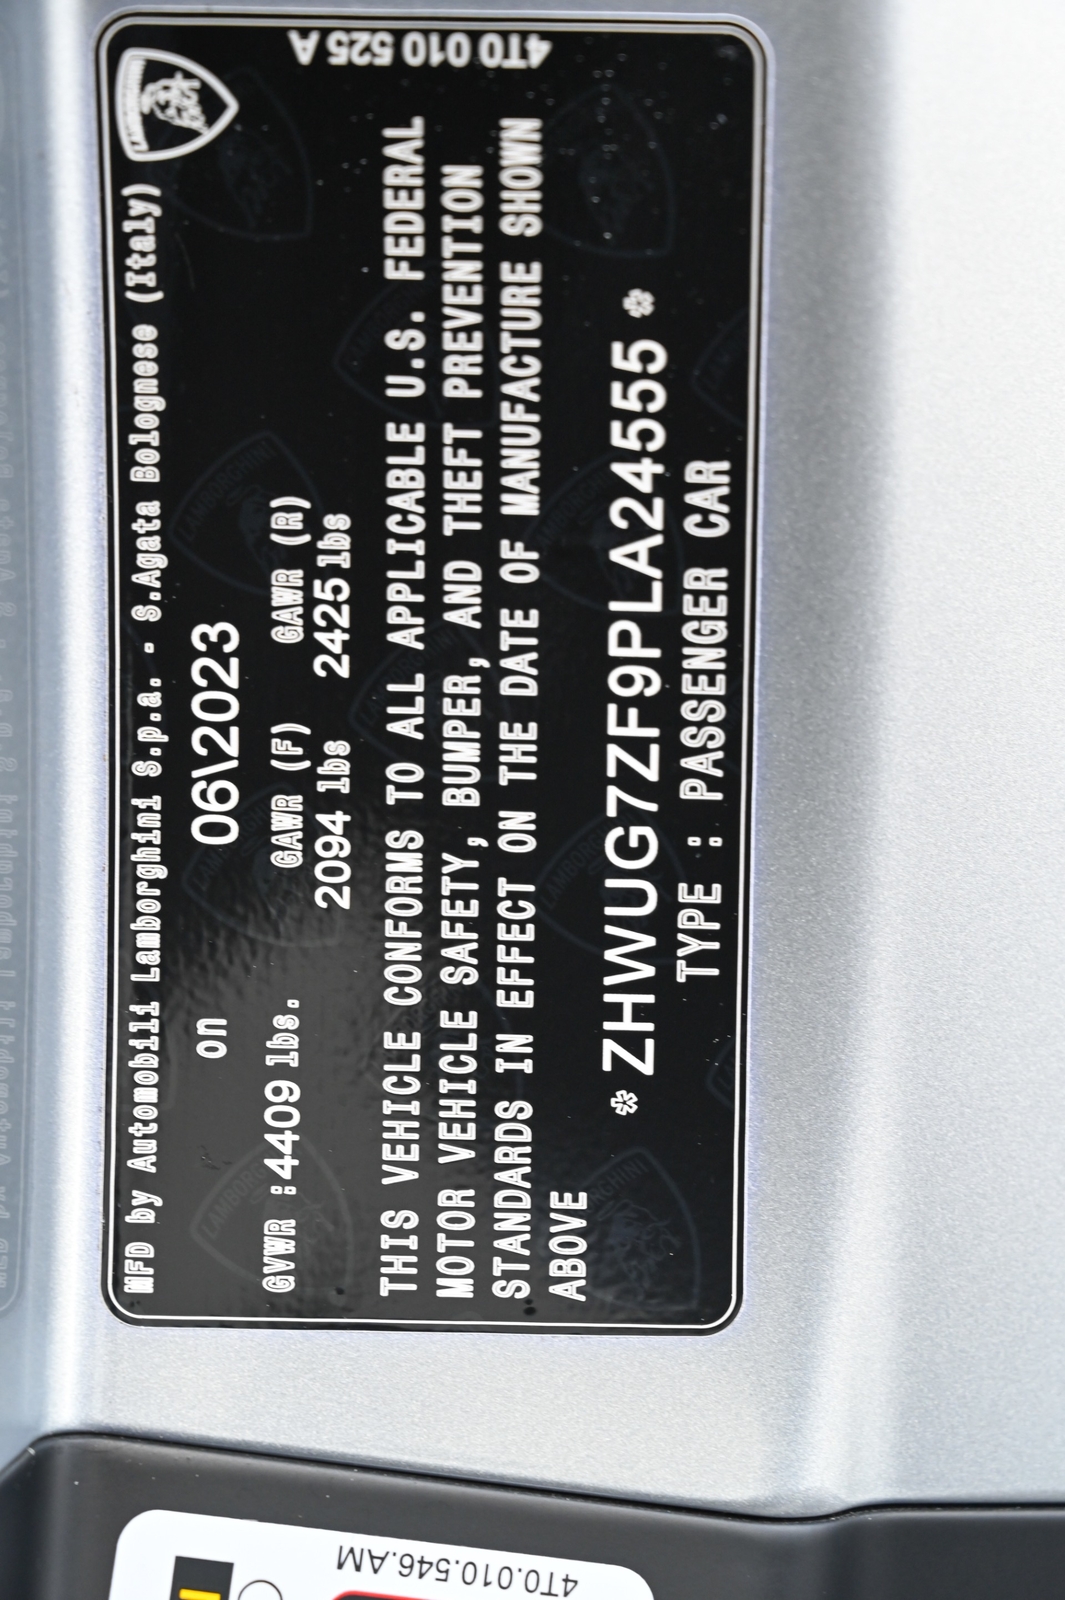 MFD by Automobili Lamborghini S.p.a. - S.Agata Bolognese (Italy)
LAMBORGHINI
on 06\2023
GVWR :4409 lbs. GAWR (F) GAWR (R)
2094 lbs 2425 lbs
THIS VEHICLE CONFORMS TO ALL APPLICABLE U.S. FEDERAL
MOTOR VEHICLE SAFETY, BUMPER, AND THEFT PREVENTION
STANDARDS IN EFFECT ON THE DATE OF MANUFACTURE SHOWN
ABOVE
* ZHWUG7ZF9PLA24555 *
TYPE : PASSENGER CAR
4T0 010 525 A
4T0.010.546.AM